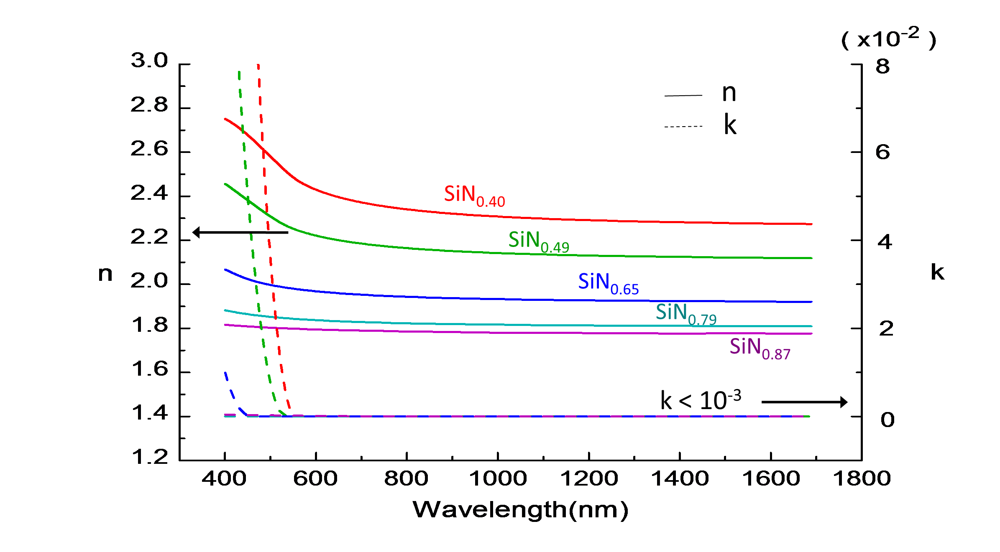 ( x10⁻² )
3.0
8
n
2.8
k
2.6
6
SiN₀.₄₀
2.4
SiN₀.₄₉
2.2
4
n
2.0
k
SiN₀.₆₅
SiN₀.₇₉
1.8
2
SiN₀.₈₇
1.6
k < 10⁻³
1.4
0
1.2
400 600 800 1000 1200 1400 1600 1800
Wavelength(nm)